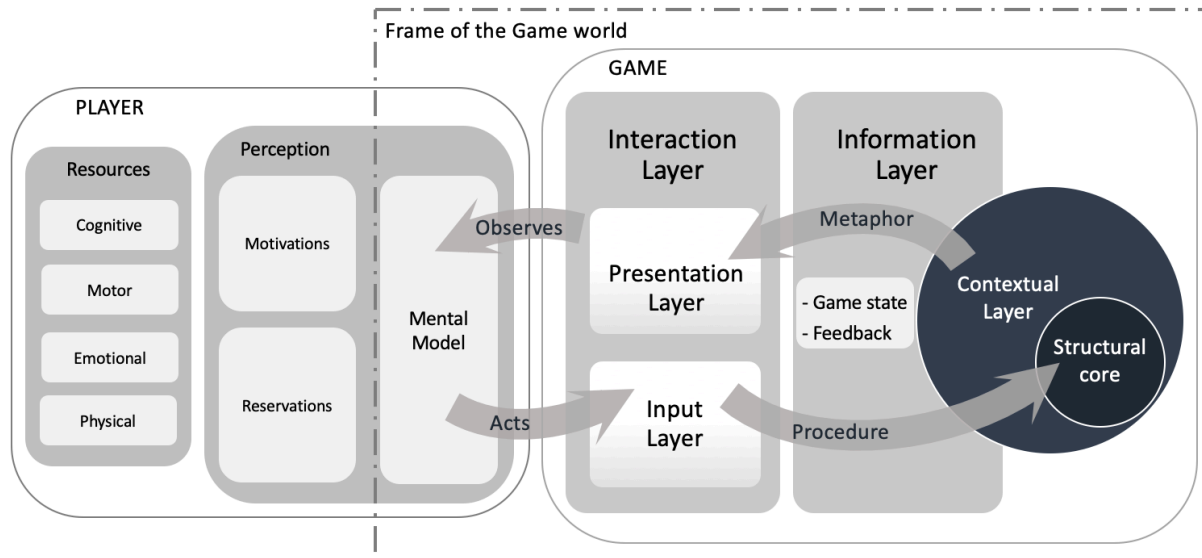 Frame of the Game world
PLAYER
Resources
Cognitive
Motor
Emotional
Physical
Perception
Motivations
Reservations
Mental
Model
Observes
Acts
GAME
Interaction
Layer
Presentation
Layer
Input
Layer
Information
Layer
Metaphor
- Game state
- Feedback
Procedure
Contextual
Layer
Structural
core